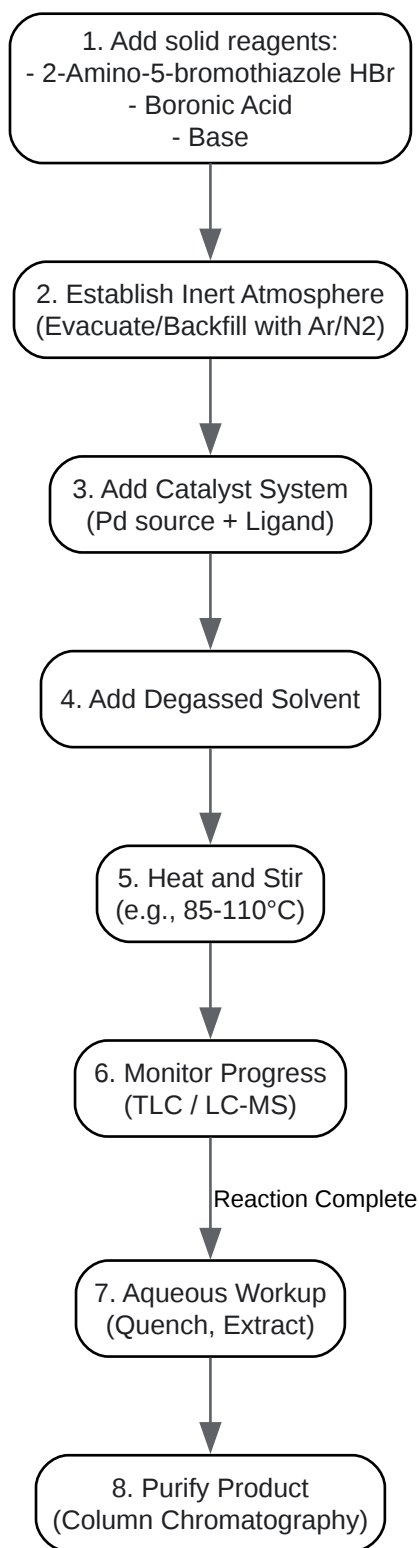 1. Add solid reagents:
- 2-Amino-5-bromothiazole HBr
- Boronic Acid
- Base
2. Establish Inert Atmosphere
(Evacuate/Backfill with Ar/N2)
3. Add Catalyst System
(Pd source + Ligand)
4. Add Degassed Solvent
5. Heat and Stir
(e.g., 85-110°C)
6. Monitor Progress
(TLC / LC-MS)
Reaction Complete
7. Aqueous Workup
(Quench, Extract)
8. Purify Product
(Column Chromatography)